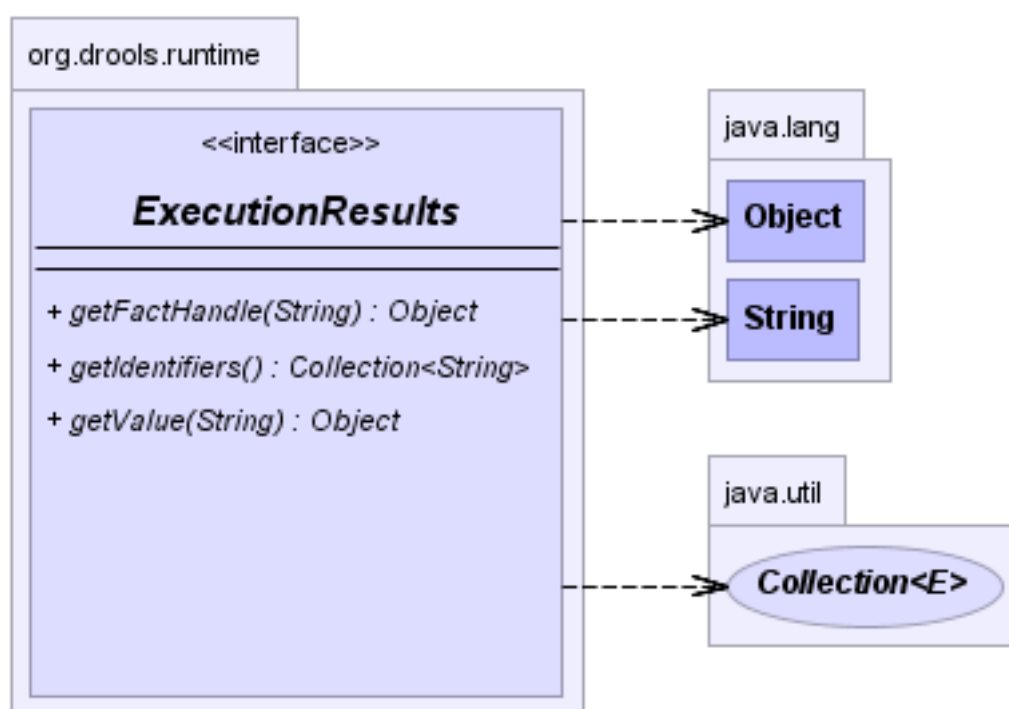 org.drools.runtime
<<interface>>
ExecutionResults
+ getFactHandle(String) : Object
+ getIdentifiers() : Collection<String>
+ getValue(String) : Object
java.lang
Object
String
java.util
Collection<E>